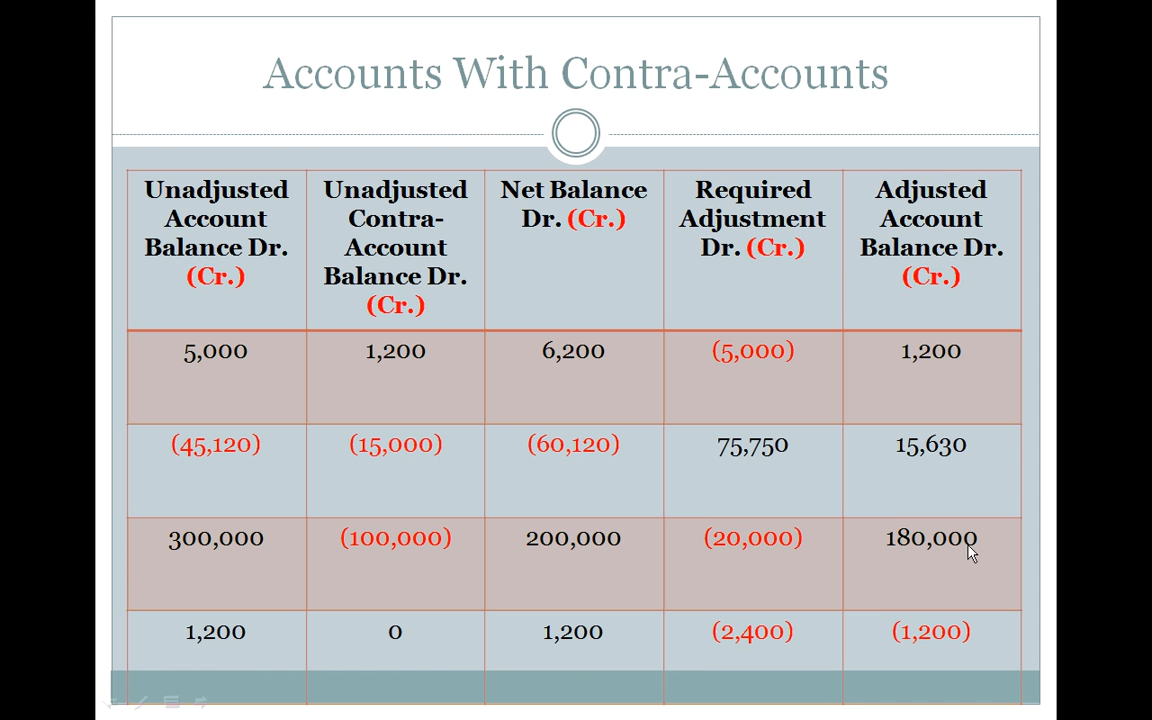 Accounts With Contra-Accounts
Unadjusted
Account
Balance Dr.
(Cr.)
Unadjusted
Contra-
Account
Balance Dr.
(Cr.)
Net Balance
Dr. (Cr.)
Required
Adjustment
Dr. (Cr.)
Adjusted
Account
Balance Dr.
(Cr.)
5,000 1,200 6,200 (5,000) 1,200
(45,120) (15,000) (60,120) 75,750 15,630
300,000 (100,000) 200,000 (20,000) 180,000
1,200 0 1,200 (2,400) (1,200)